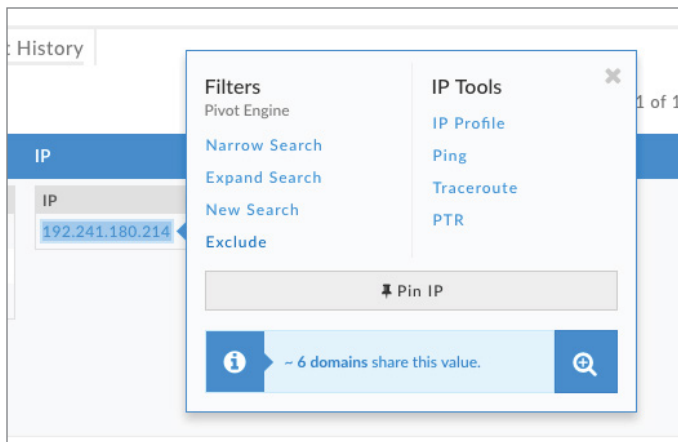 t History
1 of 1
IP
IP
192.241.180.214
Filters
Pivot Engine
Narrow Search
Expand Search
New Search
Exclude
IP Tools
IP Profile
Ping
Traceroute
PTR
Pin IP
~ 6 domains share this value.